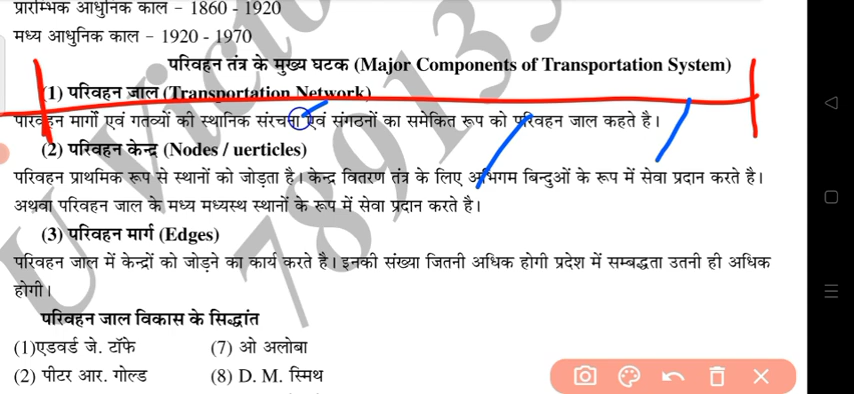 प्रारम्भिक आधुनिक काल – 1860 - 1920
मध्य आधुनिक काल – 1920 - 1970
परिवहन तंत्र के मुख्य घटक (Major Components of Transportation System)
(1) परिवहन जाल (Transportation Network)
परिवहन मार्गों एवं गतव्यों की स्थानिक संरचना एवं संगठनों का समेकित रूप को परिवहन जाल कहते है।
(2) परिवहन केन्द्र (Nodes / uerticles)
परिवहन प्राथमिक रूप से स्थानों को जोड़ता है। केन्द्र वितरण तंत्र के लिए अभिगम बिन्दुओं के रूप में सेवा प्रदान करते है।
अथवा परिवहन जाल के मध्य मध्यस्थ स्थानों के रूप में सेवा प्रदान करते है।
(3) परिवहन मार्ग (Edges)
परिवहन जाल में केन्द्रों को जोड़ने का कार्य करते है। इनकी संख्या जितनी अधिक होगी प्रदेश में सम्बद्धता उतनी ही अधिक
होगी।
परिवहन जाल विकास के सिद्धांत
(1)एडवर्ड जे. टॉफे (7) ओ अलोबा
(2) पीटर आर. गोल्ड (8) D. M. स्मिथ